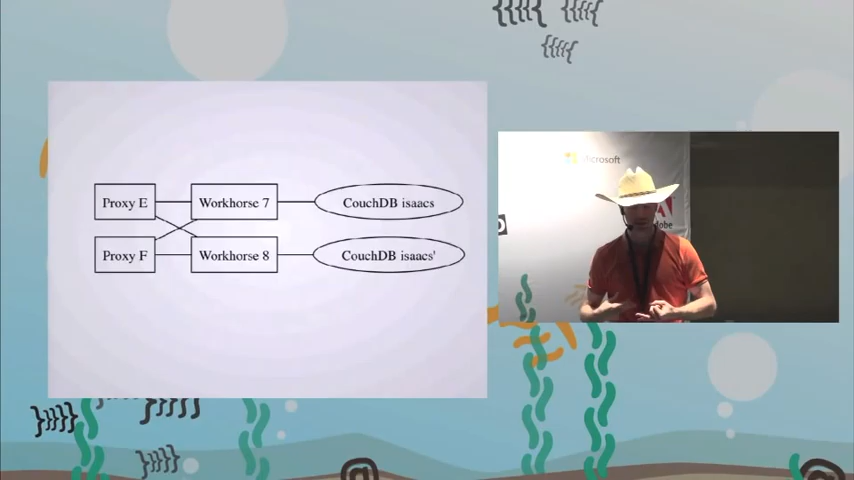 Proxy E
Workhorse 7
CouchDB isaacs
Proxy F
Workhorse 8
CouchDB isaacs'
Microsoft